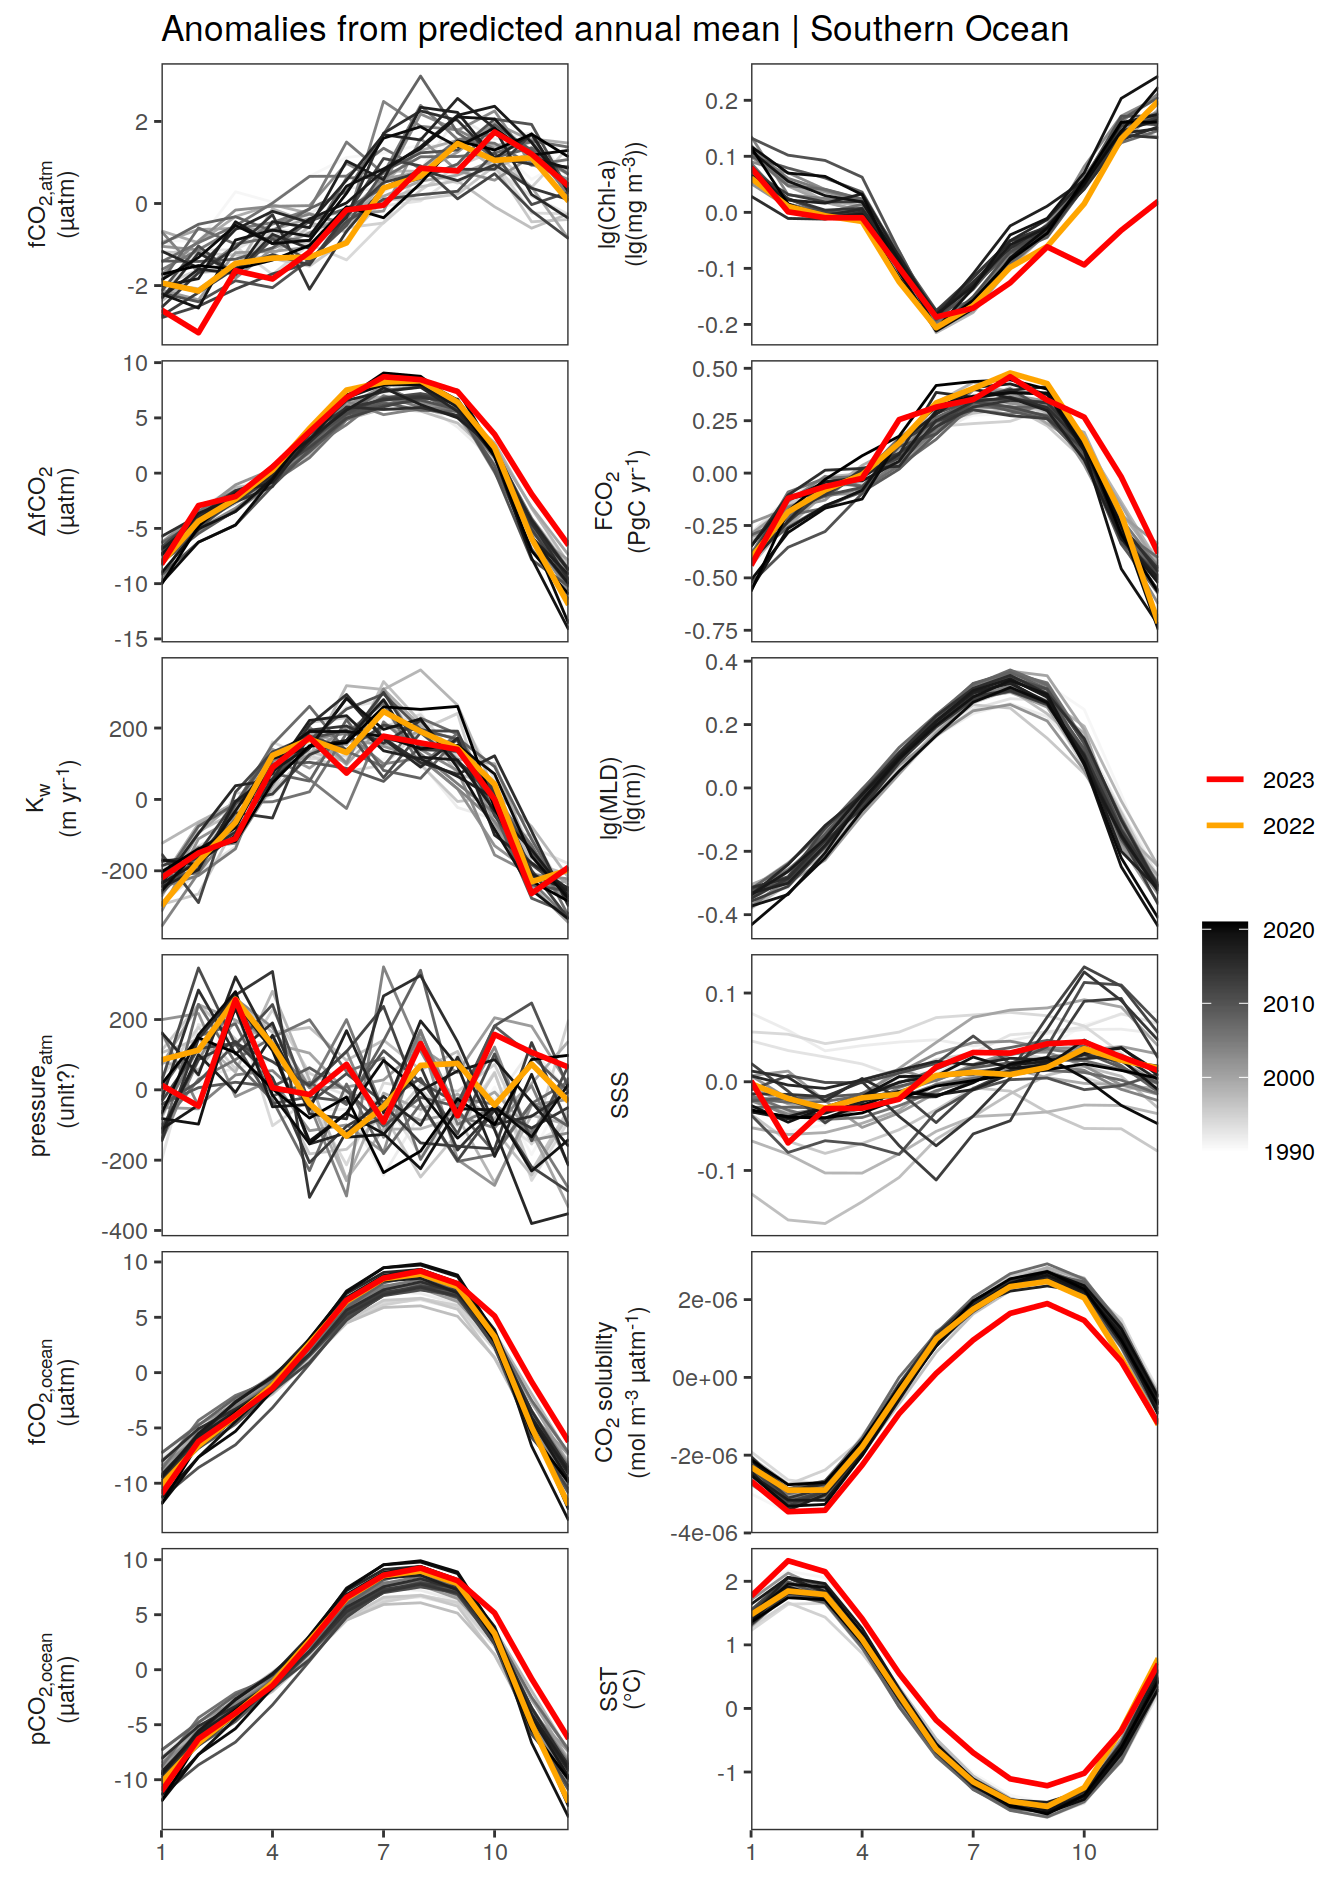 Anomalies from predicted annual mean | Southern Ocean
fCO2,atm
(µatm)
2
0
-2
lg(Chl-a)
(lg(mg m-3))
0.2
0.1
0.0
-0.1
-0.2
ΔfCO2
(µatm)
10
5
0
-5
-10
-15
FCO2
(PgC yr-1)
0.50
0.25
0.00
-0.25
-0.50
-0.75
Kw
(m yr-1)
200
0
-200
lg(MLD)
(lg(m))
0.4
0.2
0.0
-0.2
-0.4
pressureatm
(unit?)
200
0
-200
-400
SSS
0.1
0.0
-0.1
fCO2,ocean
(µatm)
10
5
0
-5
-10
CO2 solubility
(mol m-3 µatm-1)
2e-06
0e+00
-2e-06
-4e-06
pCO2,ocean
(µatm)
10
5
0
-5
-10
SST
(°C)
2
1
0
-1
1 4 7 10
1 4 7 10
2023
2022
2020
2010
2000
1990